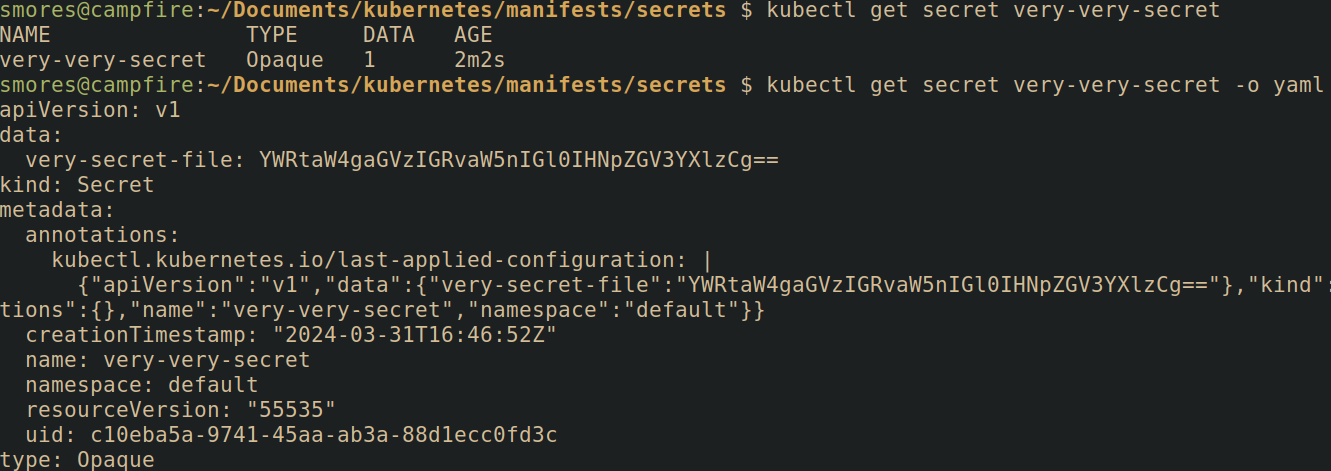 smores@campfire:~/Documents/kubernetes/manifests/secrets $ kubectl get secret very-very-secret
NAME               TYPE     DATA   AGE
very-very-secret   Opaque   1      2m2s
smores@campfire:~/Documents/kubernetes/manifests/secrets $ kubectl get secret very-very-secret -o yaml
apiVersion: v1
data:
  very-secret-file: YWRtaW4gaGVzIGRvaW5nIGl0IHNpZGV3YXlzCg==
kind: Secret
metadata:
  annotations:
    kubectl.kubernetes.io/last-applied-configuration: |
      {"apiVersion":"v1","data":{"very-secret-file":"YWRtaW4gaGVzIGRvaW5nIGl0IHNpZGV3YXlzCg=="},"kind":
tions":{},"name":"very-very-secret","namespace":"default"}}
  creationTimestamp: "2024-03-31T16:46:52Z"
  name: very-very-secret
  namespace: default
  resourceVersion: "55535"
  uid: c10eba5a-9741-45aa-ab3a-88d1ecc0fd3c
type: Opaque